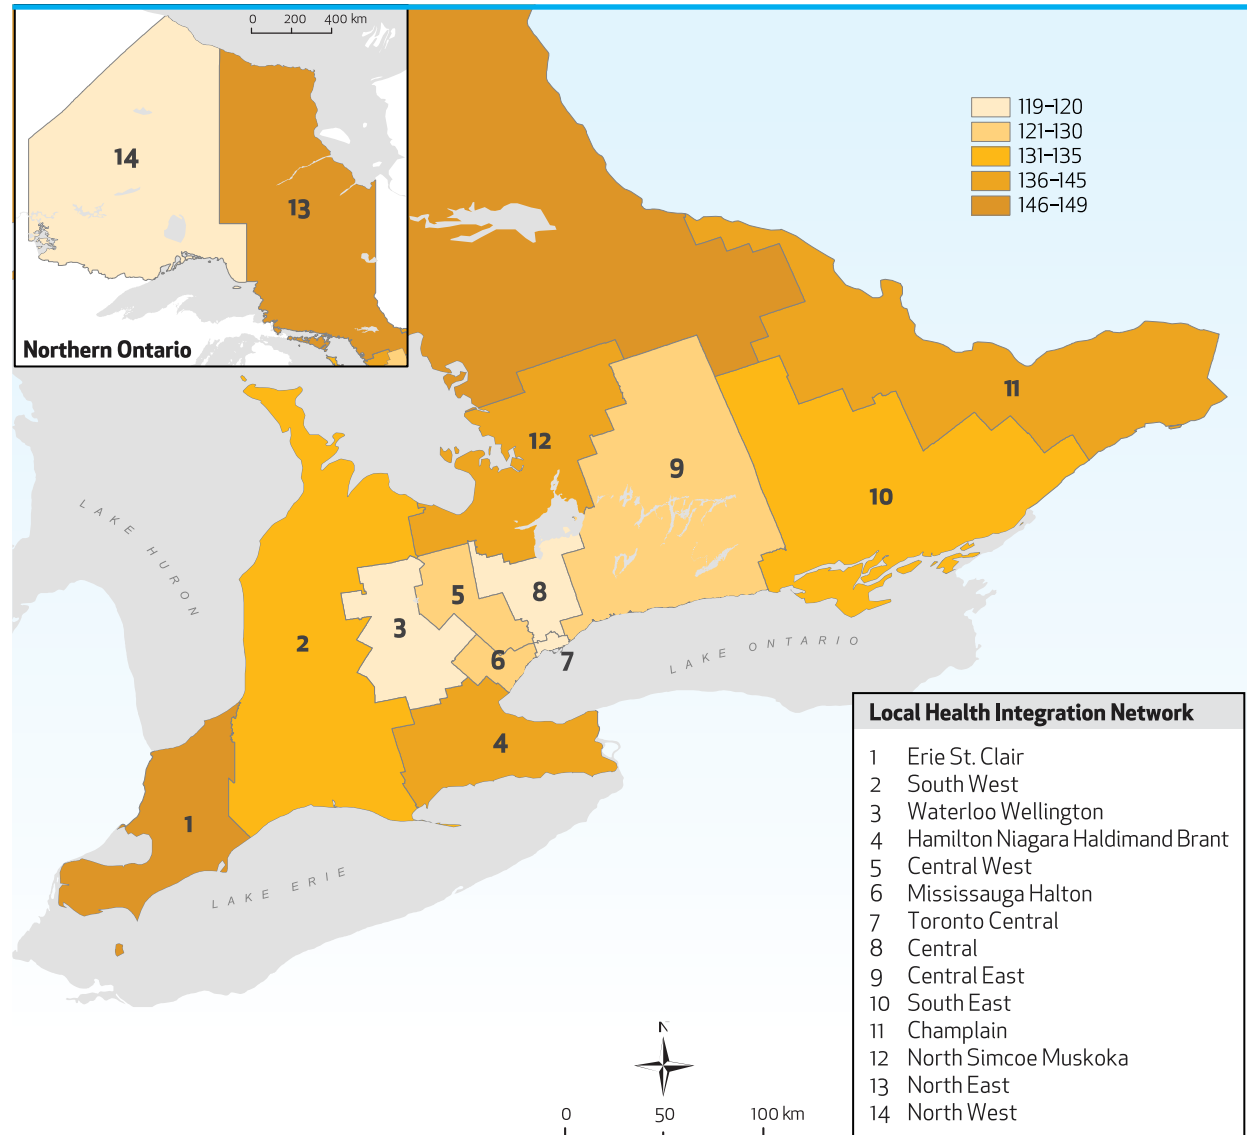 0 200 400 km
14
13
Northern Ontario
119–120
121–130
131–135
136–145
146–149
11
12
9
10
LAKE HURON
5
8
3
2
6
7
LAKE ONTARIO
4
1
LAKE ERIE
Local Health Integration Network
1 Erie St. Clair
2 South West
3 Waterloo Wellington
4 Hamilton Niagara Haldimand Brant
5 Central West
6 Mississauga Halton
7 Toronto Central
8 Central
9 Central East
10 South East
11 Champlain
12 North Simcoe Muskoka
13 North East
14 North West
N
0 50 100 km